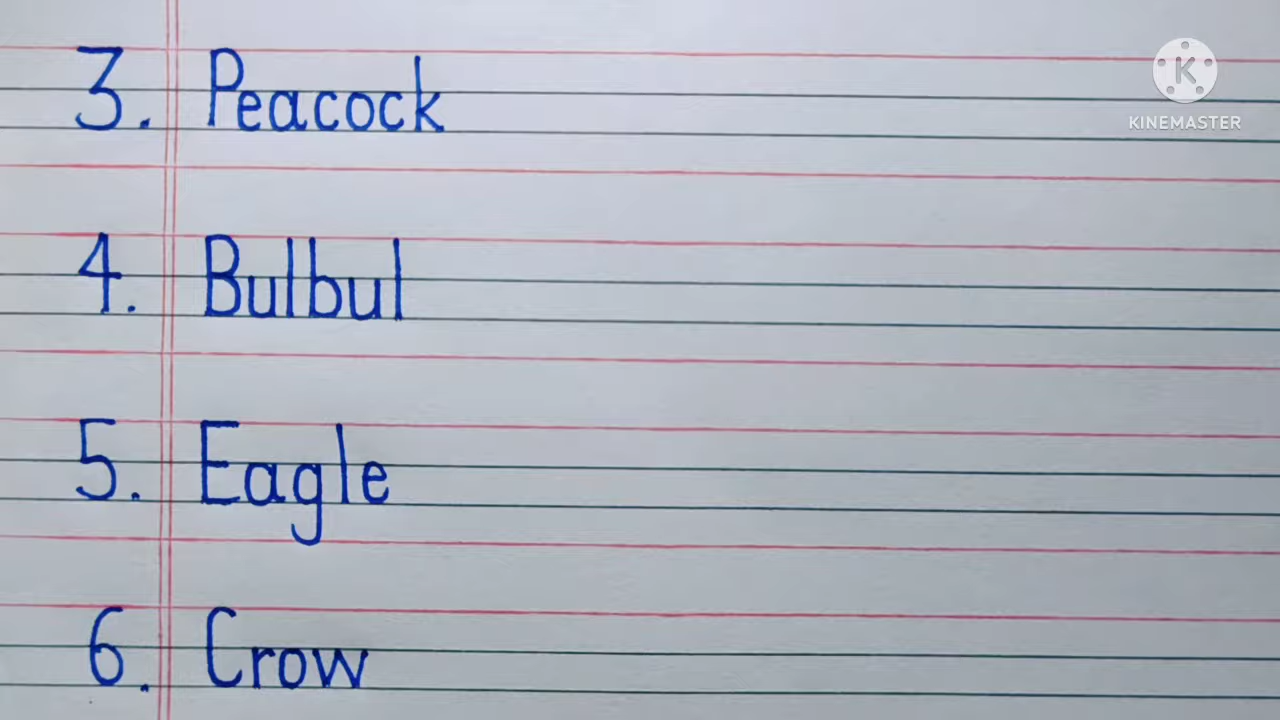 3. Peacock
K
KINEMASTER
4. Bulbul
5. Eagle
6. Crow